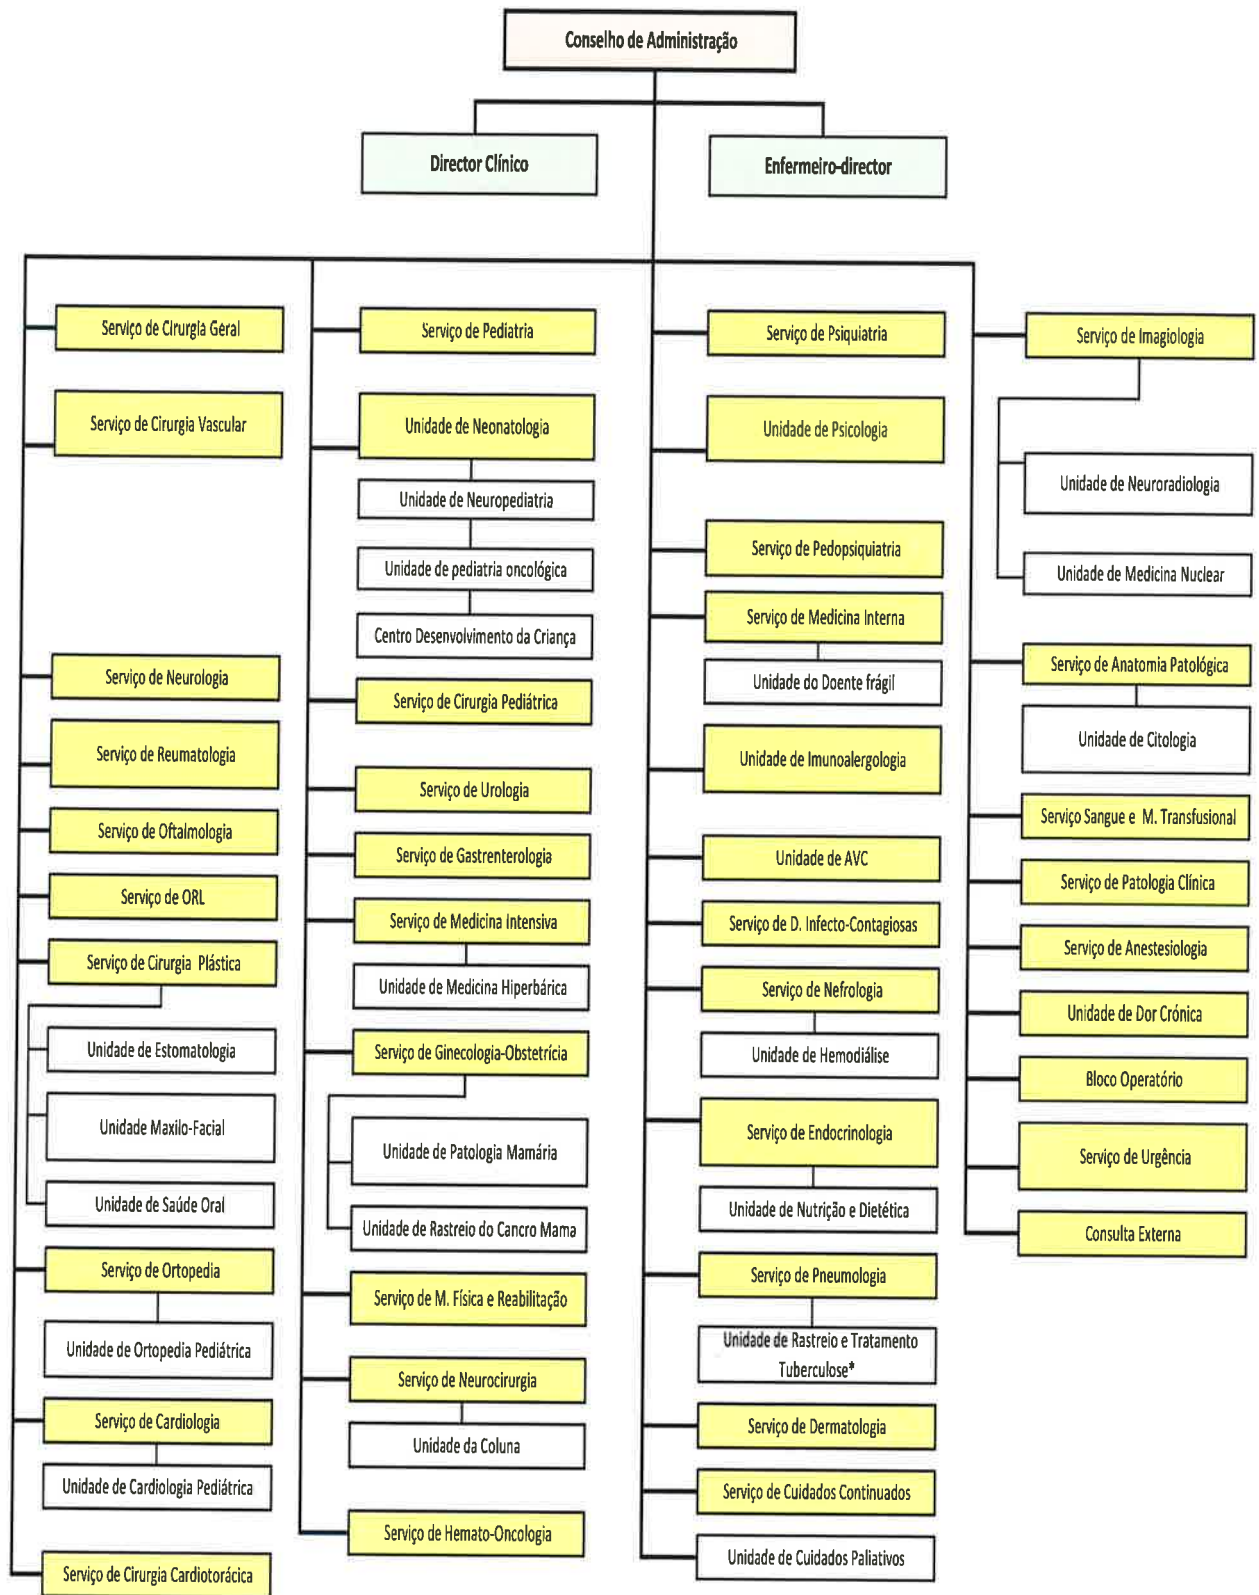 Conselho de Administração
Director Clínico
Enfermeiro-director
Serviço de Cirurgia Geral
Serviço de Cirurgia Vascular
Serviço de Neurologia
Serviço de Reumatologia
Serviço de Oftalmologia
Serviço de ORL
Serviço de Cirurgia Plástica
Unidade de Estomatologia
Unidade Maxilo-Facial
Unidade de Saúde Oral
Serviço de Ortopedia
Unidade de Ortopedia Pediátrica
Serviço de Cardiologia
Unidade de Cardiologia Pediátrica
Serviço de Cirurgia Cardiotorácica
Serviço de Pediatria
Unidade de Neonatologia
Unidade de Neuropediatria
Unidade de pediatria oncológica
Centro Desenvolvimento da Criança
Serviço de Cirurgia Pediátrica
Serviço de Urologia
Serviço de Gastrenterologia
Serviço de Medicina Intensiva
Unidade de Medicina Hiperbárica
Serviço de Ginecologia-Obstetrícia
Unidade de Patologia Mamária
Unidade de Rastreio do Cancro Mama
Serviço de M. Física e Reabilitação
Serviço de Neurocirurgia
Unidade da Coluna
Serviço de Hemato-Oncologia
Serviço de Psiquiatria
Unidade de Psicologia
Serviço de Pedopsiquiatria
Serviço de Medicina Interna
Unidade do Doente frágil
Unidade de Imunoalergologia
Unidade de AVC
Serviço de D. Infecto-Contagiosas
Serviço de Nefrologia
Unidade de Hemodiálise
Serviço de Endocrinologia
Unidade de Nutrição e Dietética
Serviço de Pneumologia
Unidade de Rastreio e Tratamento
Tuberculose*
Serviço de Dermatologia
Serviço de Cuidados Continuados
Unidade de Cuidados Paliativos
Serviço de Imagiologia
Unidade de Neuroradiologia
Unidade de Medicina Nuclear
Serviço de Anatomia Patológica
Unidade de Citologia
Serviço Sangue e M. Transfusional
Serviço de Patologia Clínica
Serviço de Anestesiologia
Unidade de Dor Crónica
Bloco Operatório
Serviço de Urgência
Consulta Externa